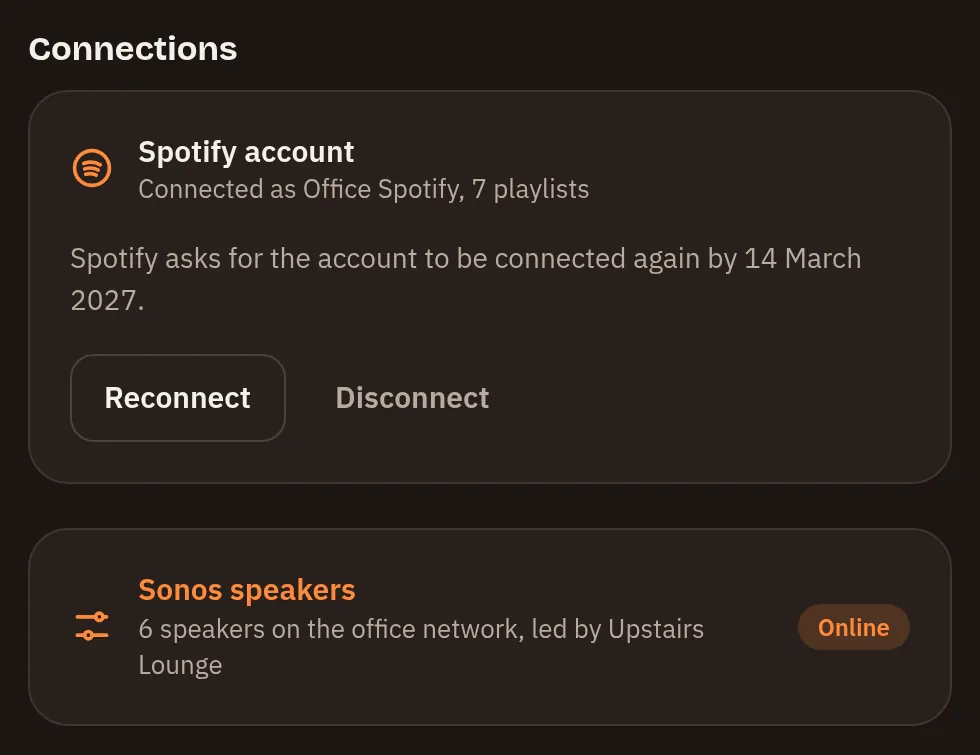 Connections
Spotify account
Connected as Office Spotify, 7 playlists
Spotify asks for the account to be connected again by 14 March
2027.
Reconnect
Disconnect
Sonos speakers
6 speakers on the office network, led by Upstairs
Lounge
Online